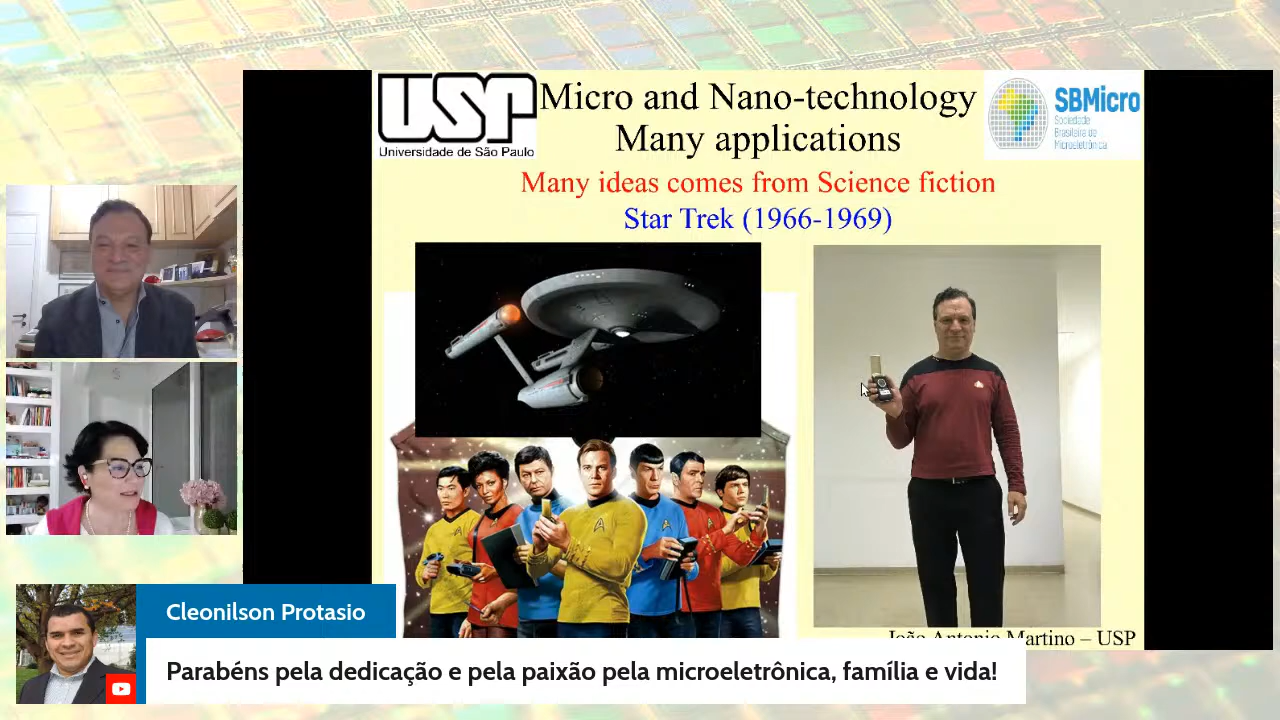 USP
Universidade de São Paulo
Micro and Nano-technology
Many applications
SBMicro
Sociedade
Brasileira de
Microeletrônica
Many ideas comes from Science fiction
Star Trek (1966-1969)
João Antonio Martino – USP
Cleonilson Protasio
Parabéns pela dedicação e pela paixão pela microeletrônica, família e vida!